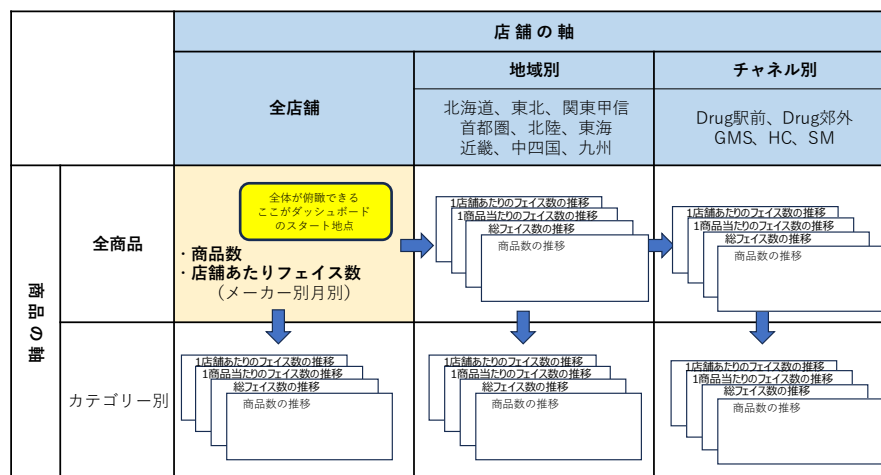 店舗の軸
全店舗
地域別
北海道、東北、関東甲信
首都圏、北陸、東海
近畿、中四国、九州
チャネル別
Drug駅前、Drug郊外
GMS、HC、SM
商品の軸
全商品
全体が俯瞰できる
ここがダッシュボード
のスタート地点
・商品数
・店舗あたりフェイス数
（メーカー別月別）
1店舗あたりのフェイス数の推移
1商品当たりのフェイス数の推移
総フェイス数の推移
商品数の推移
1店舗あたりのフェイス数の推移
1商品当たりのフェイス数の推移
総フェイス数の推移
商品数の推移
カテゴリー別
1店舗あたりのフェイス数の推移
1商品当たりのフェイス数の推移
総フェイス数の推移
商品数の推移
1店舗あたりのフェイス数の推移
1商品当たりのフェイス数の推移
総フェイス数の推移
商品数の推移
1店舗あたりのフェイス数の推移
1商品当たりのフェイス数の推移
総フェイス数の推移
商品数の推移